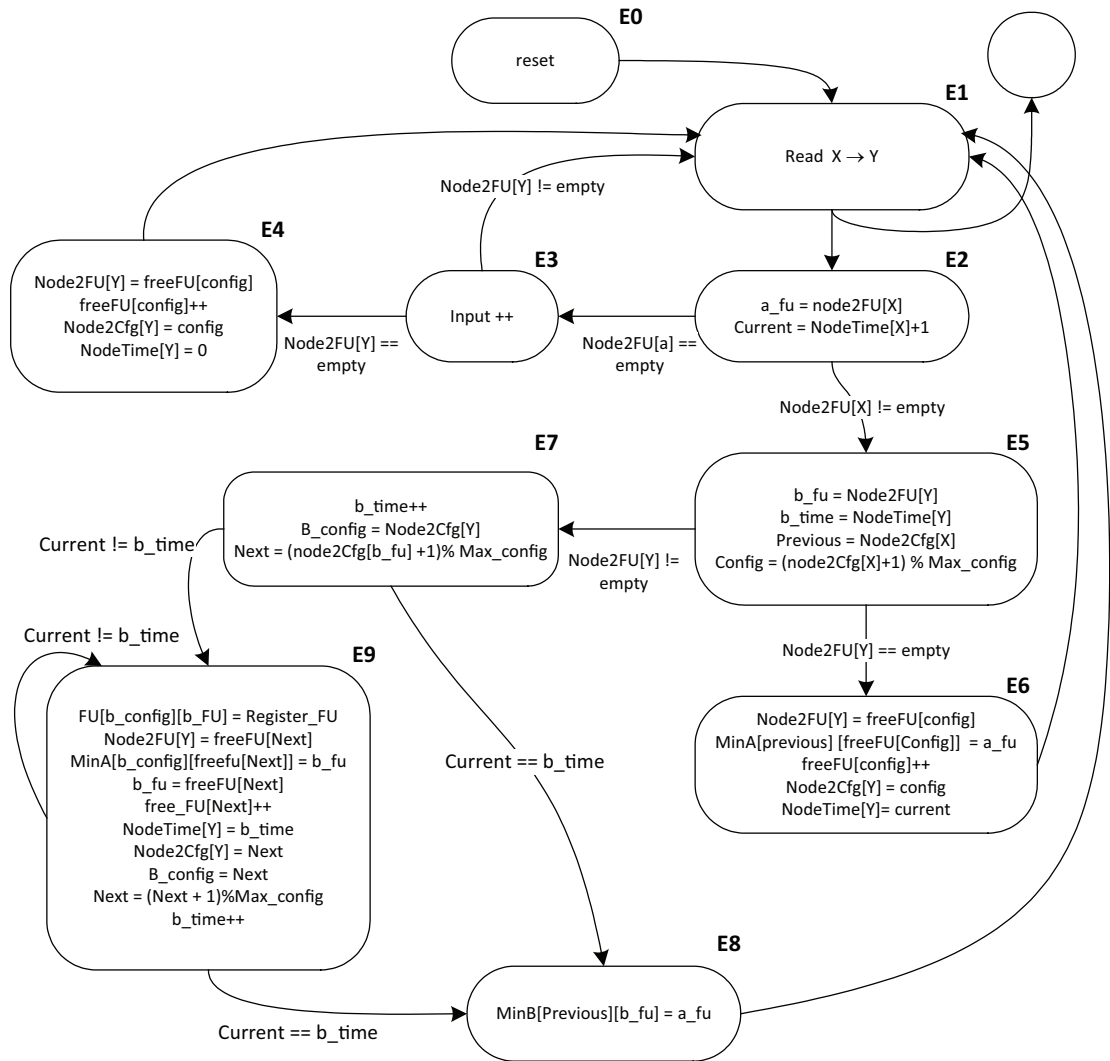 E0
reset
E1
Read X → Y
Node2FU[Y] != empty
E4
Node2FU[Y] = freeFU[config]
freeFU[config]++
Node2Cfg[Y] = config
NodeTime[Y] = 0
E3
Input ++
E2
a_fu = node2FU[X]
Current = NodeTime[X]+1
Node2FU[Y] ==
empty
Node2FU[a] ==
empty
Node2FU[X] != empty
E7
b_time++
B_config = Node2Cfg[Y]
Next = (node2Cfg[b_fu] +1)% Max_config
E5
b_fu = Node2FU[Y]
b_time = NodeTime[Y]
Previous = Node2Cfg[X]
Config = (node2Cfg[X]+1) % Max_config
Current != b_time
Node2FU[Y] !=
empty
Current != b_time
Node2FU[Y] == empty
E9
FU[b_config][b_FU] = Register_FU
Node2FU[Y] = freeFU[Next]
MinA[b_config][freefu[Next]] = b_fu
b_fu = freeFU[Next]
free_FU[Next]++
NodeTime[Y] = b_time
Node2Cfg[Y] = Next
B_config = Next
Next = (Next + 1)%Max_config
b_time++
E6
Node2FU[Y] = freeFU[config]
MinA[previous] [freeFU[Config]] = a_fu
freeFU[config]++
Node2Cfg[Y] = config
NodeTime[Y]= current
Current == b_time
E8
MinB[Previous][b_fu] = a_fu
Current == b_time